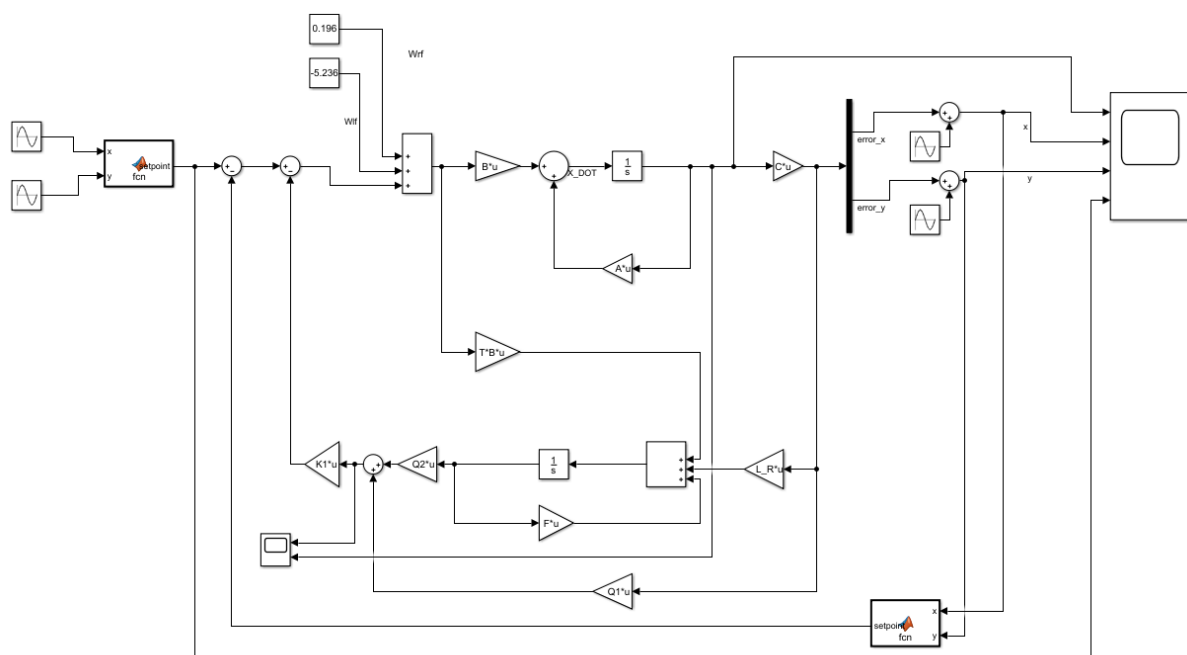 0.196
Wrf
-5.236
Wlf
x
y
setpoint
fcn
+
-
+
-
+
+
+
B*u
+
+
X_DOT
1
s
C*u
error_x
error_y
+
+
+
+
x
y
A*u
T*B*u
K1*u
+
+
Q2*u
1
s
+
+
+
L_R*u
F*u
Q1*u
setpoint
fcn
x
y